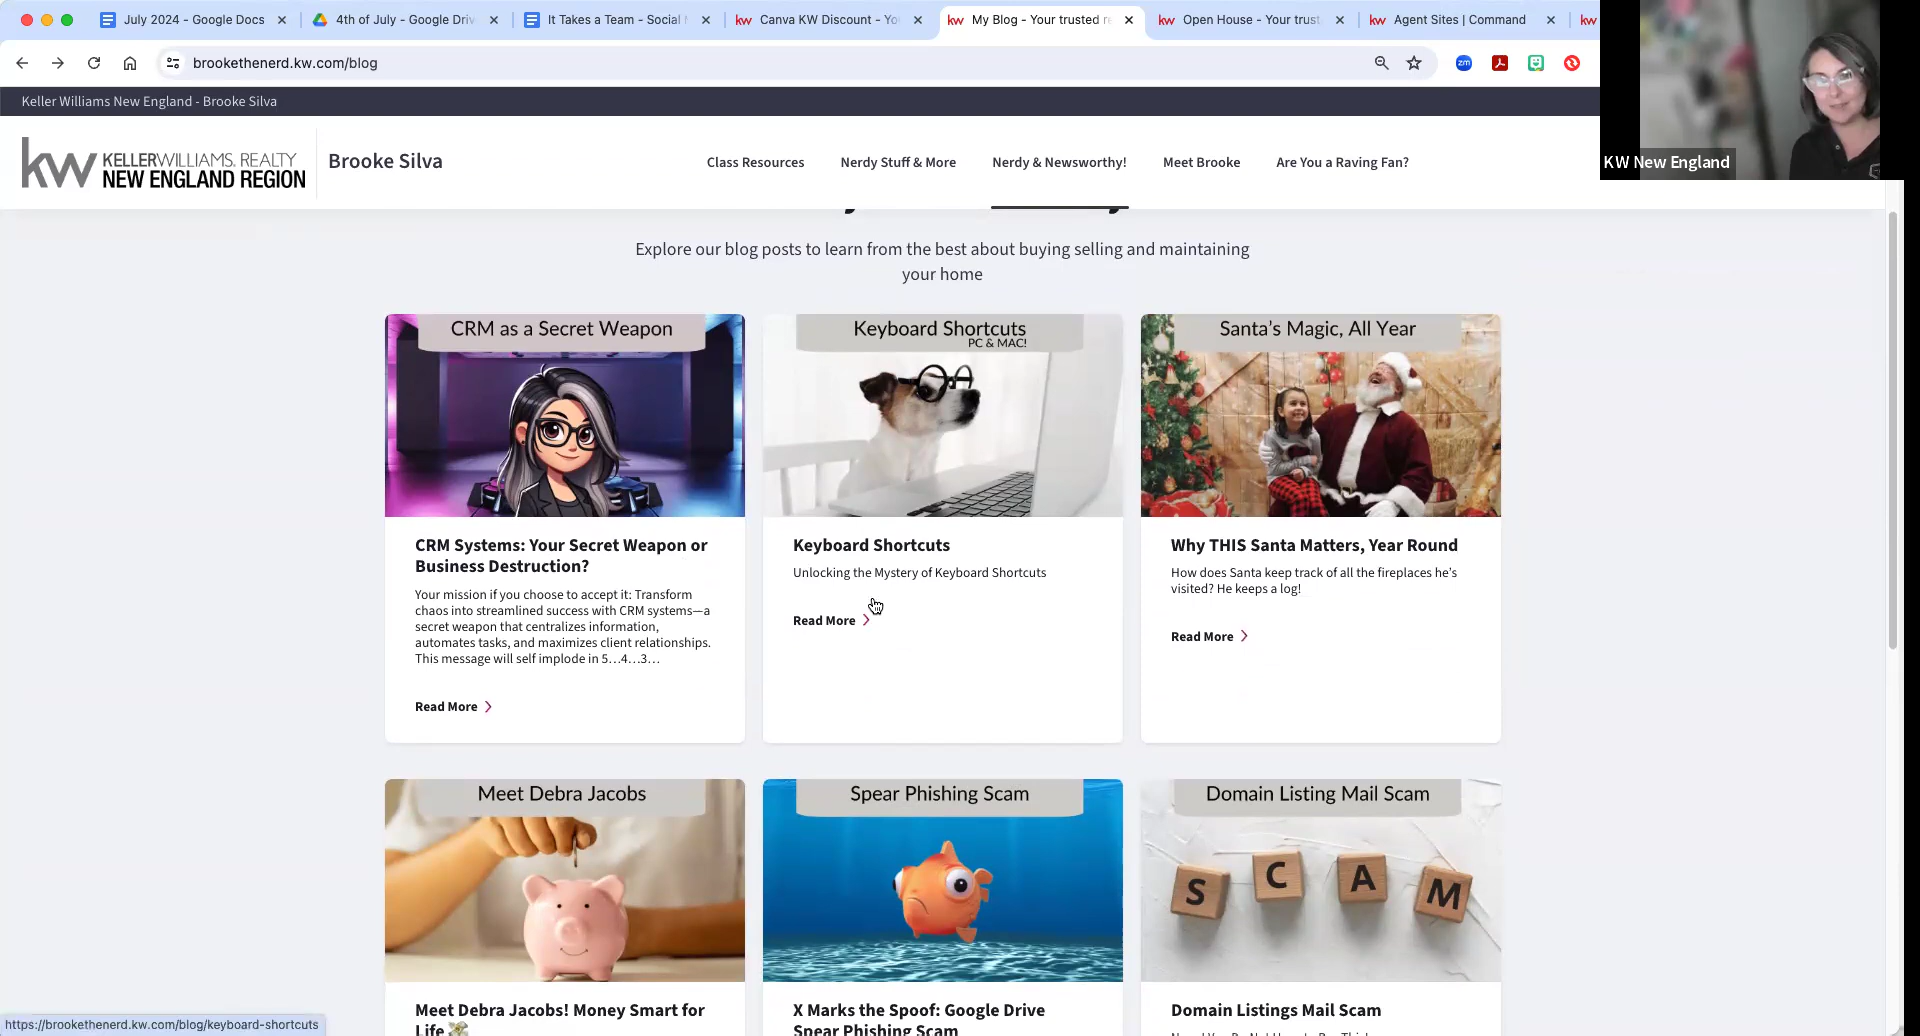 July 2024 - Google Docs
4th of July - Google Driv
It Takes a Team - Social
Canva KW Discount - Yo
My Blog - Your trusted r
Open House - Your trust
Agent Sites | Command
brookethenerd.kw.com/blog
Keller Williams New England - Brooke Silva
kw KELLERWILLIAMS. REALTY
NEW ENGLAND REGION
Brooke Silva
Class Resources
Nerdy Stuff & More
Nerdy & Newsworthy!
Meet Brooke
Are You a Raving Fan?
KW New England
Explore our blog posts to learn from the best about buying selling and maintaining
your home
CRM as a Secret Weapon
Keyboard Shortcuts
PC & MAC!
Santa's Magic, All Year
CRM Systems: Your Secret Weapon or
Business Destruction?
Your mission if you choose to accept it: Transform
chaos into streamlined success with CRM systems—a
secret weapon that centralizes information,
automates tasks, and maximizes client relationships.
This message will self implode in 5…4…3…
Read More
Keyboard Shortcuts
Unlocking the Mystery of Keyboard Shortcuts
Read More
Why THIS Santa Matters, Year Round
How does Santa keep track of all the fireplaces he's
visited? He keeps a log!
Read More
Meet Debra Jacobs
Spear Phishing Scam
Domain Listing Mail Scam
SCAM
Meet Debra Jacobs! Money Smart for
Life
X Marks the Spoof: Google Drive
Spear Phishing Scam
Domain Listings Mail Scam
https://brookethenerd.kw.com/blog/keyboard-shortcuts